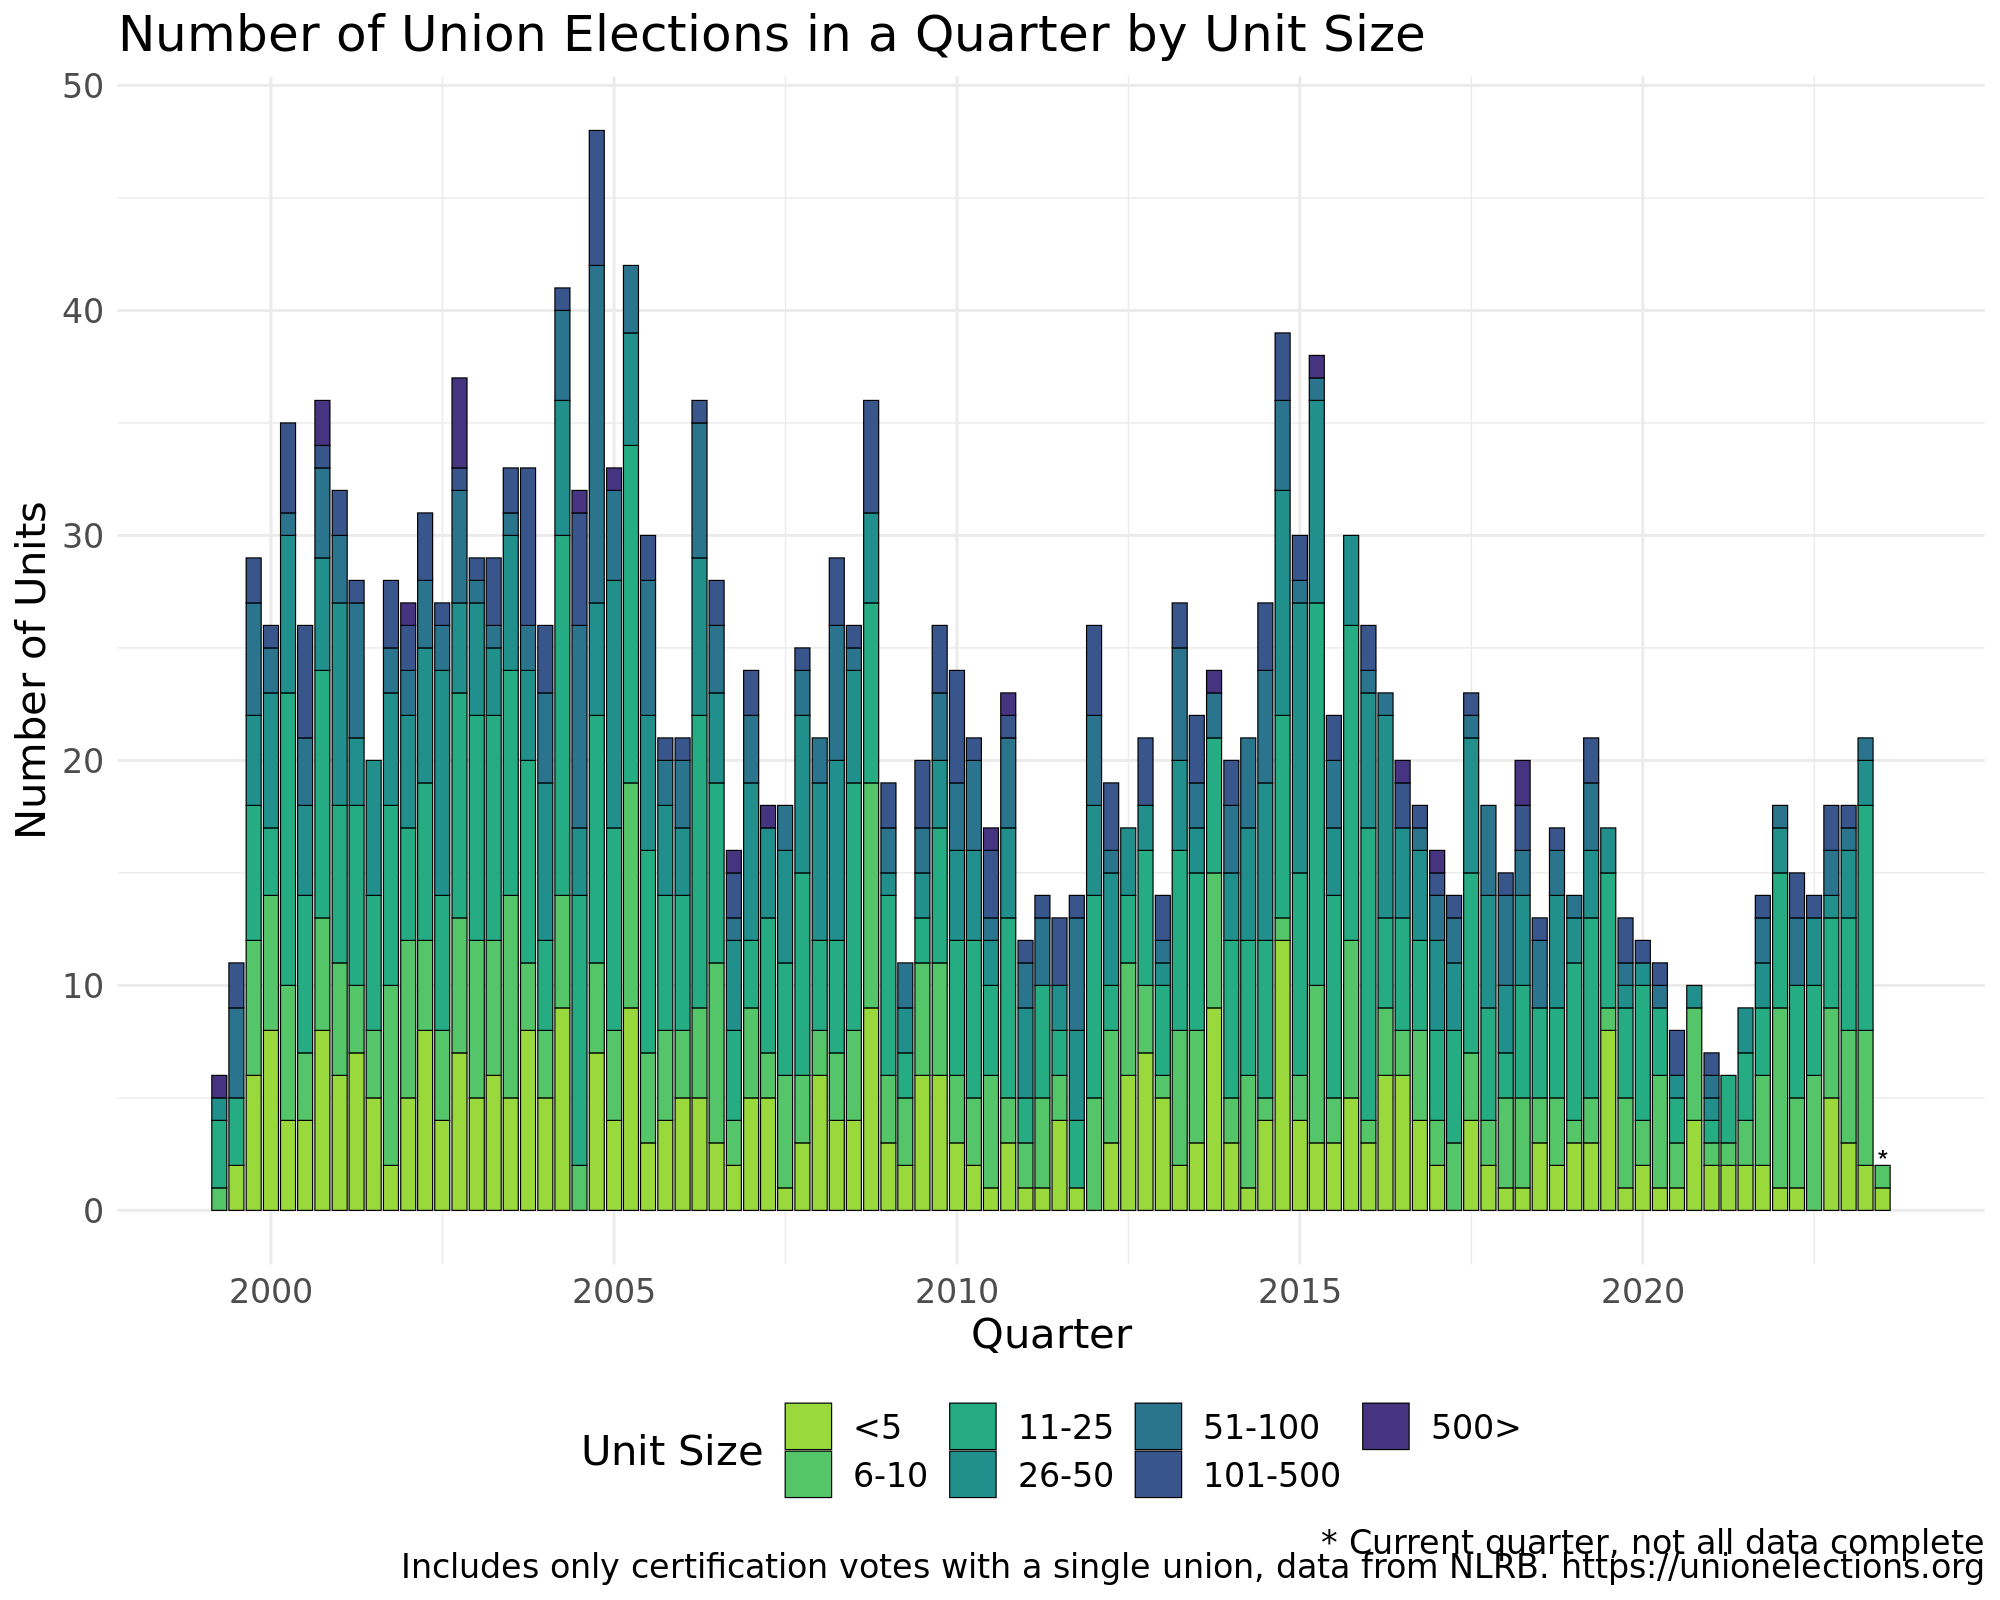 Number of Union Elections in a Quarter by Unit Size
50
40
30
20
10
0
Number of Units
*
2000 2005 2010 2015 2020
Quarter
Unit Size
<5 11-25 51-100 500>
6-10 26-50 101-500
* Current quarter, not all data complete
Includes only certification votes with a single union, data from NLRB. https://unionelections.org